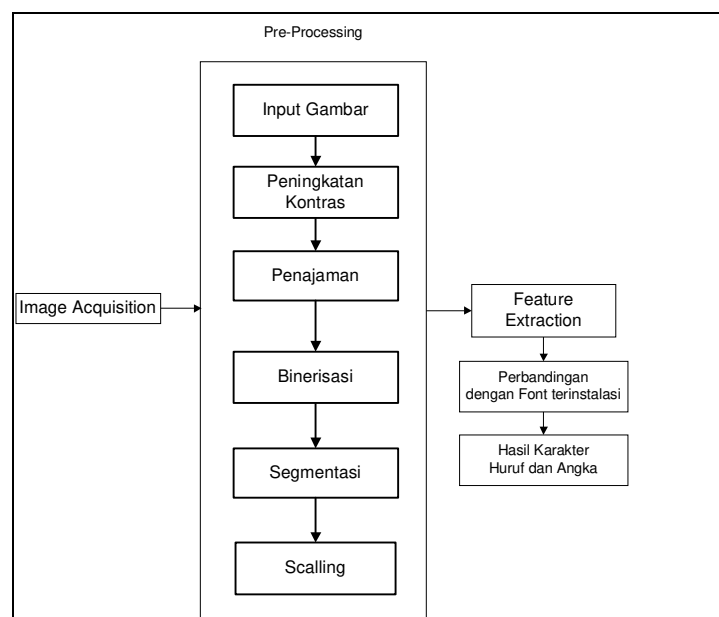 Pre-Processing
Input Gambar
Peningkatan
Kontras
Penajaman
Image Acquisition
Binerisasi
Segmentasi
Scalling
Feature
Extraction
Perbandingan
dengan Font terinstalasi
Hasil Karakter
Huruf dan Angka